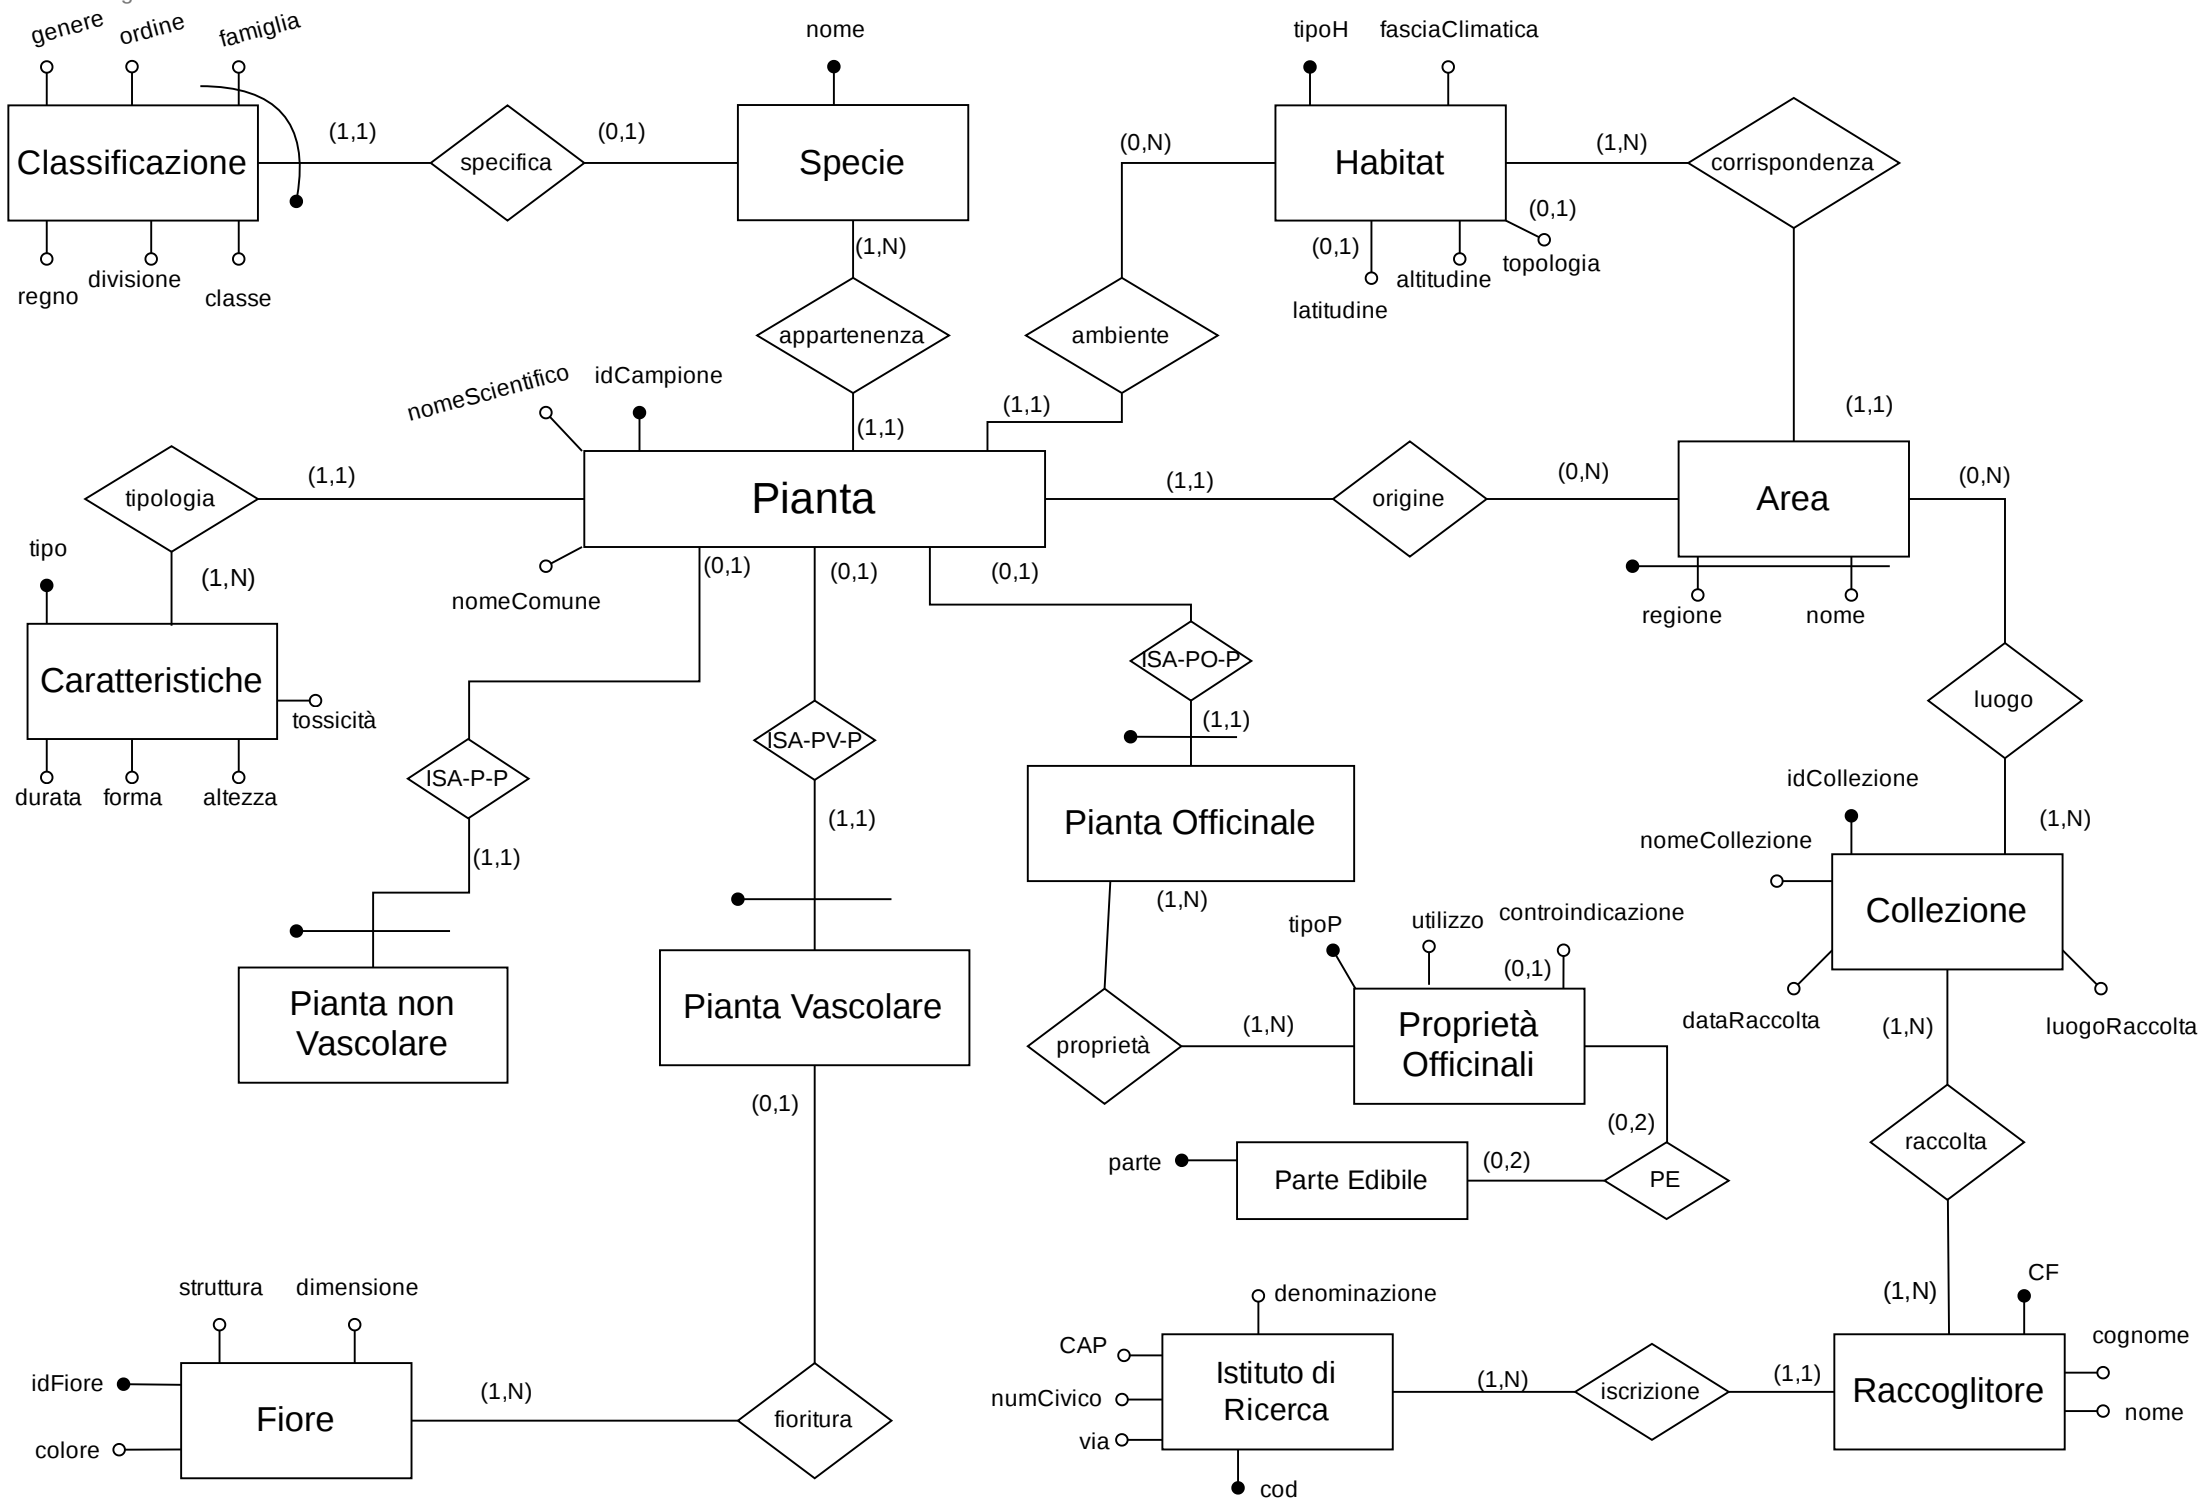 genere
ordine
famiglia
nome
tipoH
fasciaClimatica
(1,1)
(0,1)
(0,N)
(1,N)
Classificazione
specifica
Specie
Habitat
corrispondenza
(0,1)
(1,N)
(0,1)
regno
divisione
classe
latitudine
altitudine
topologia
appartenenza
ambiente
nomeScientifico
idCampione
(1,1)
(1,1)
(1,1)
(1,1)
(1,1)
(0,N)
(0,N)
tipologia
Pianta
origine
Area
tipo
(1,N)
(0,1)
(0,1)
(0,1)
nomeComune
regione
nome
Caratteristiche
tossicità
ISA-PO-P
luogo
(1,1)
ISA-P-P
ISA-PV-P
durata
forma
altezza
idCollezione
(1,1)
(1,1)
Pianta Officinale
nomeCollezione
(1,N)
(1,N)
tipoP
utilizzo
controindicazione
(0,1)
Collezione
Pianta non
Vascolare
Pianta Vascolare
proprietà
(1,N)
Proprietà
Officinali
dataRaccolta
(1,N)
luogoRaccolta
(0,1)
(0,2)
parte
Parte Edibile
(0,2)
PE
raccolta
struttura
dimensione
denominazione
(1,N)
CF
cognome
CAP
numCivico
via
Istituto di
Ricerca
(1,N)
iscrizione
(1,1)
Raccoglitore
nome
idFiore
colore
Fiore
(1,N)
fioritura
cod